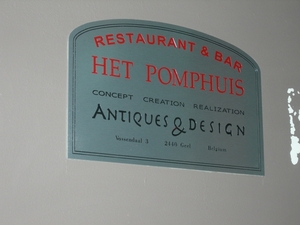 RESTAURANT & BAR
HET POMPHUIS
CONCEPT CREATION REALIZATION
ANTIQUES & DESIGN